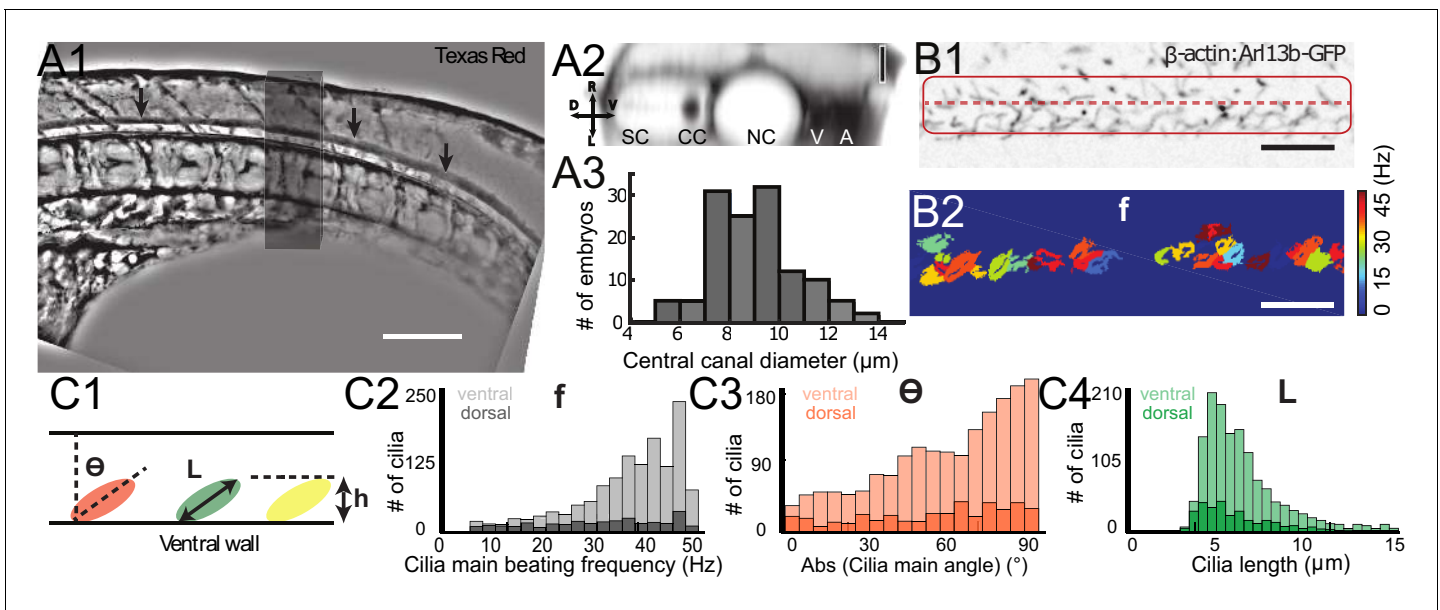 A1
Texas Red
A2
R
D V
L
SC CC NC V A
B1
β-actin: Arl13b-GFP
A3
# of embryos
30
20
10
0
4 6 8 10 12 14
Central canal diameter (µm)
B2
f
0 15 30 45 (Hz)
C1
Ɵ
L
h
Ventral wall
C2
f
ventral
dorsal
# of cilia
250
125
0
0 10 20 30 40 50
Cilia main beating frequency (Hz)
C3
Ɵ
ventral
dorsal
# of cilia
180
90
0
0 30 60 90
Abs (Cilia main angle) (°)
C4
L
ventral
dorsal
# of cilia
210
105
0
0 5 10 15
Cilia length (µm)